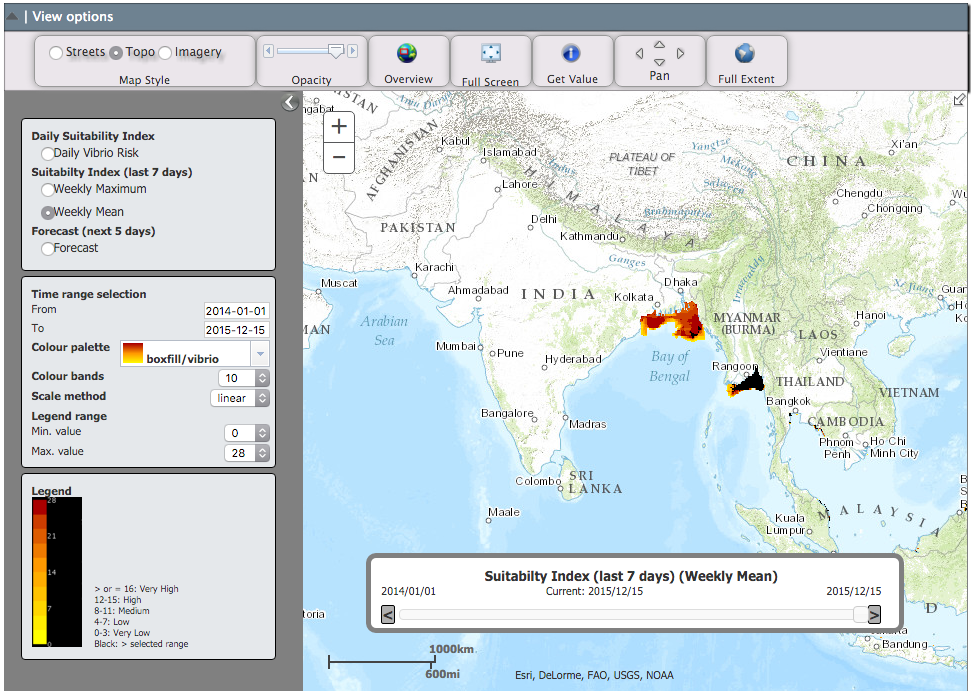 | View options
Streets Topo Imagery
Map Style
Opacity
Overview
Full Screen
Get Value
Pan
Full Extent
Daily Suitability Index
Daily Vibrio Risk
Suitability Index (last 7 days)
Weekly Maximum
Weekly Mean
Forecast (next 5 days)
Forecast
Time range selection
From 2014-01-01
To 2015-12-15
Colour palette boxfill/vibrio
Colour bands 10
Scale method linear
Legend range
Min. value 0
Max. value 28
Legend
28
21
14
7
0
> or = 16: Very High
12-15: High
8-11: Medium
4-7: Low
0-3: Very Low
Black: > selected range
+
−
AFGHANISTAN
Kabul
Islamabad
Lahore
PLATEAU OF
TIBET
Yangtze
Mekong
Salween
CHINA
Xi'an
Chengdu
Chongqing
HIMALAYA
Indus
Brahmaputra
Delhi
Kathmandu
Ganges
PAKISTAN
Karachi
Muscat
Ahmadabad
INDIA
Kolkata
Dhaka
Irrawaddy
Xi Jiang
Hanoi
MYANMAR
(BURMA)
LAOS
Arabian
Sea
Mumbai
Pune
Hyderabad
Bay of
Bengal
Rangoon
Vientiane
THAILAND
VIETNAM
Bangkok
CAMBODIA
Phnom
Penh
Ho Chi
Minh City
Bangalore
Madras
Colombo
SRI
LANKA
Maale
Kuala
Lumpur
MALAYSIA
Bandung
Suitabilty Index (last 7 days) (Weekly Mean)
2014/01/01 Current: 2015/12/15 2015/12/15
< >
1000km
600mi
Esri, DeLorme, FAO, USGS, NOAA